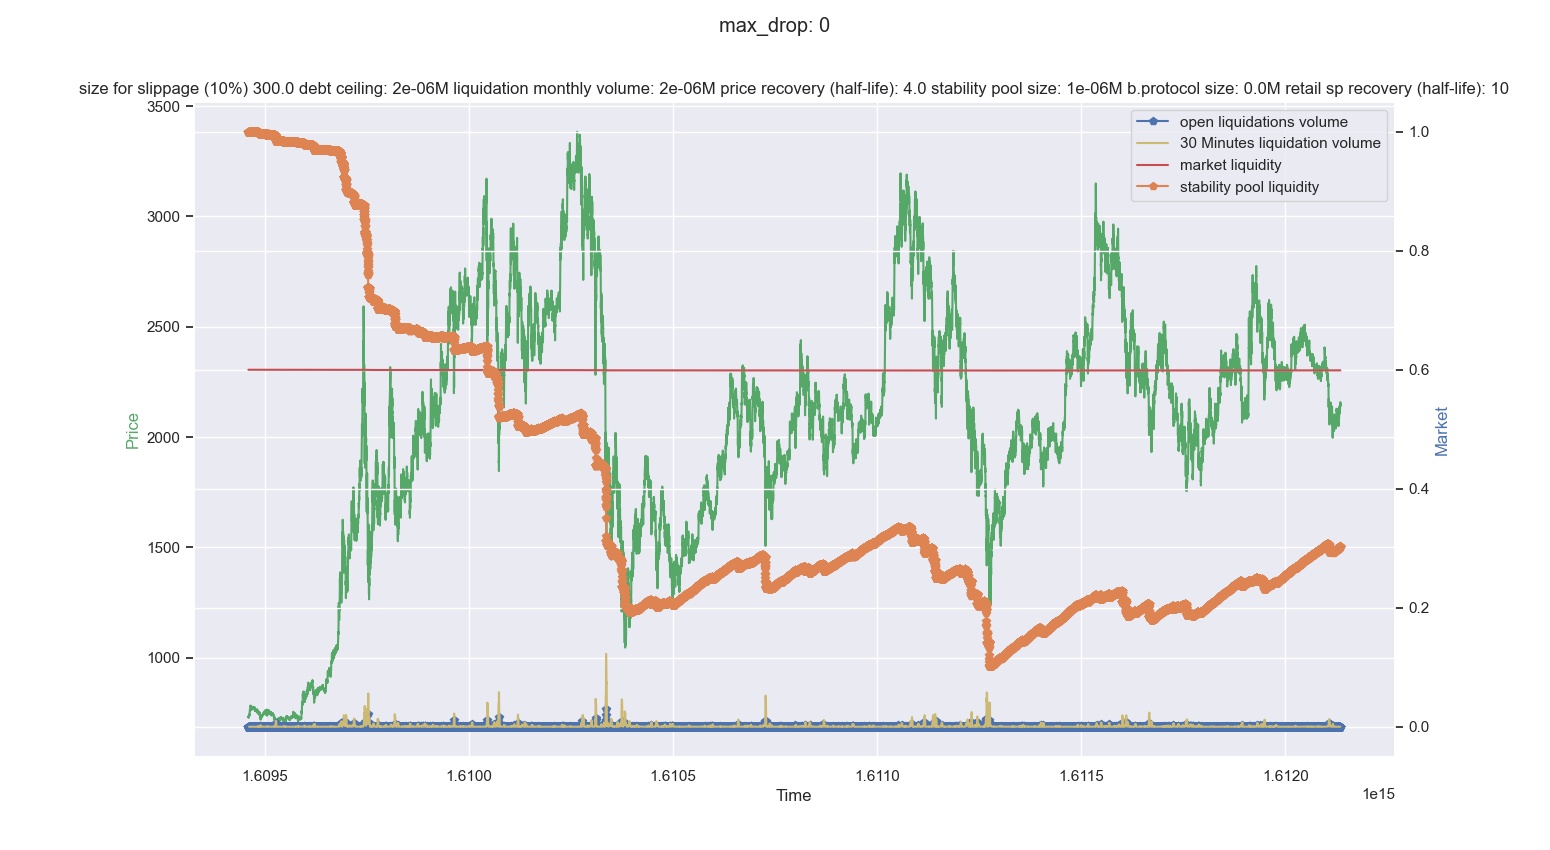 max_drop: 0
size for slippage (10%) 300.0 debt ceiling: 2e-06M liquidation monthly volume: 2e-06M price recovery (half-life): 4.0 stability pool size: 1e-06M b.protocol size: 0.0M retail sp recovery (half-life): 10
open liquidations volume
30 Minutes liquidation volume
market liquidity
stability pool liquidity
3500
3000
2500
2000
1500
1000
Price
1.0
0.8
0.6
0.4
0.2
0.0
Market
1.6095 1.6100 1.6105 1.6110 1.6115 1.6120
Time
1e15